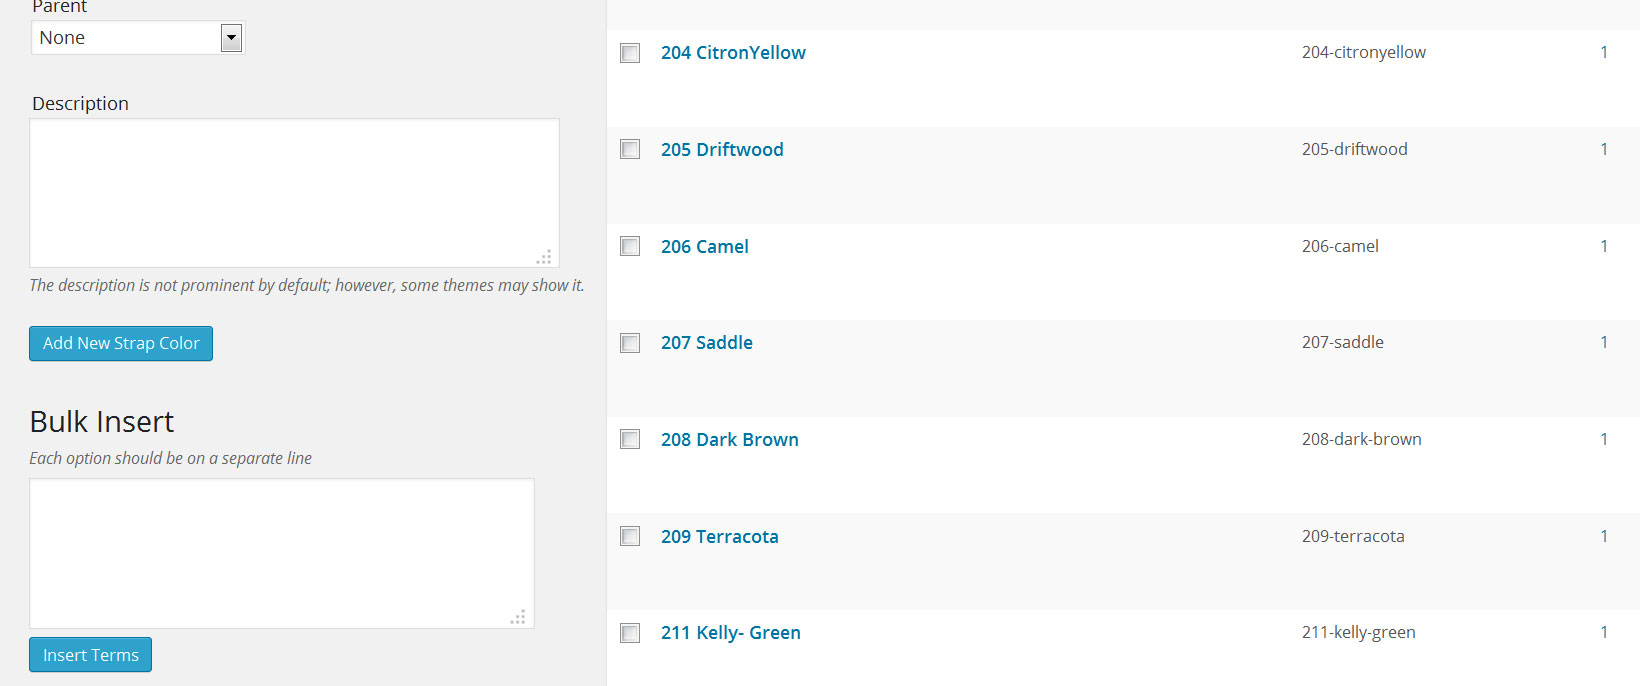 Parent
None
Description
The description is not prominent by default; however, some themes may show it.
Add New Strap Color
Bulk Insert
Each option should be on a separate line
Insert Terms
204 CitronYellow 204-citronyellow 1
205 Driftwood 205-driftwood 1
206 Camel 206-camel 1
207 Saddle 207-saddle 1
208 Dark Brown 208-dark-brown 1
209 Terracota 209-terracota 1
211 Kelly- Green 211-kelly-green 1